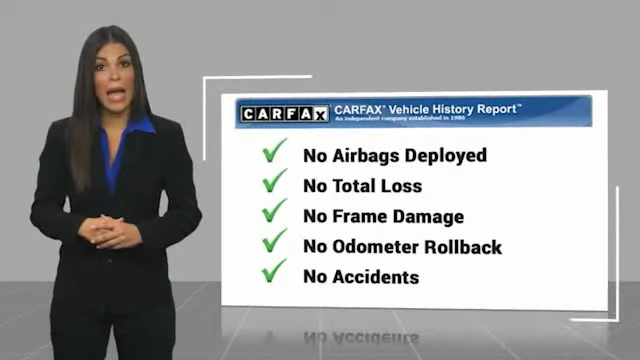 CARFAX CARFAX® Vehicle History Report™
An independent company established in 1986
No Airbags Deployed
No Total Loss
No Frame Damage
No Odometer Rollback
No Accidents